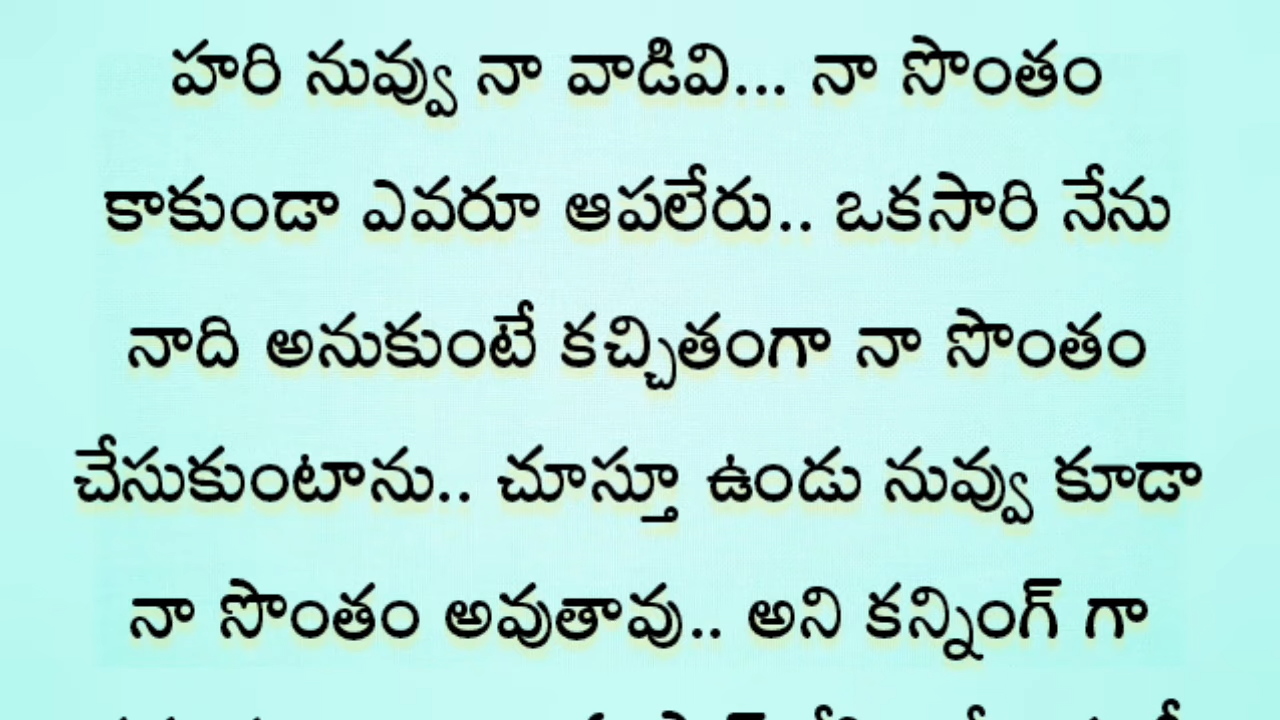 హరి నువ్వు నా వాడివి... నా సొంతం
కాకుండా ఎవరూ ఆపలేరు.. ఒకసారి నేను
నాది అనుకుంటే కచ్చితంగా నా సొంతం
చేసుకుంటాను.. చూస్తూ ఉండు నువ్వు కూడా
నా సొంతం అవుతావు.. అని కన్నింగ్ గా